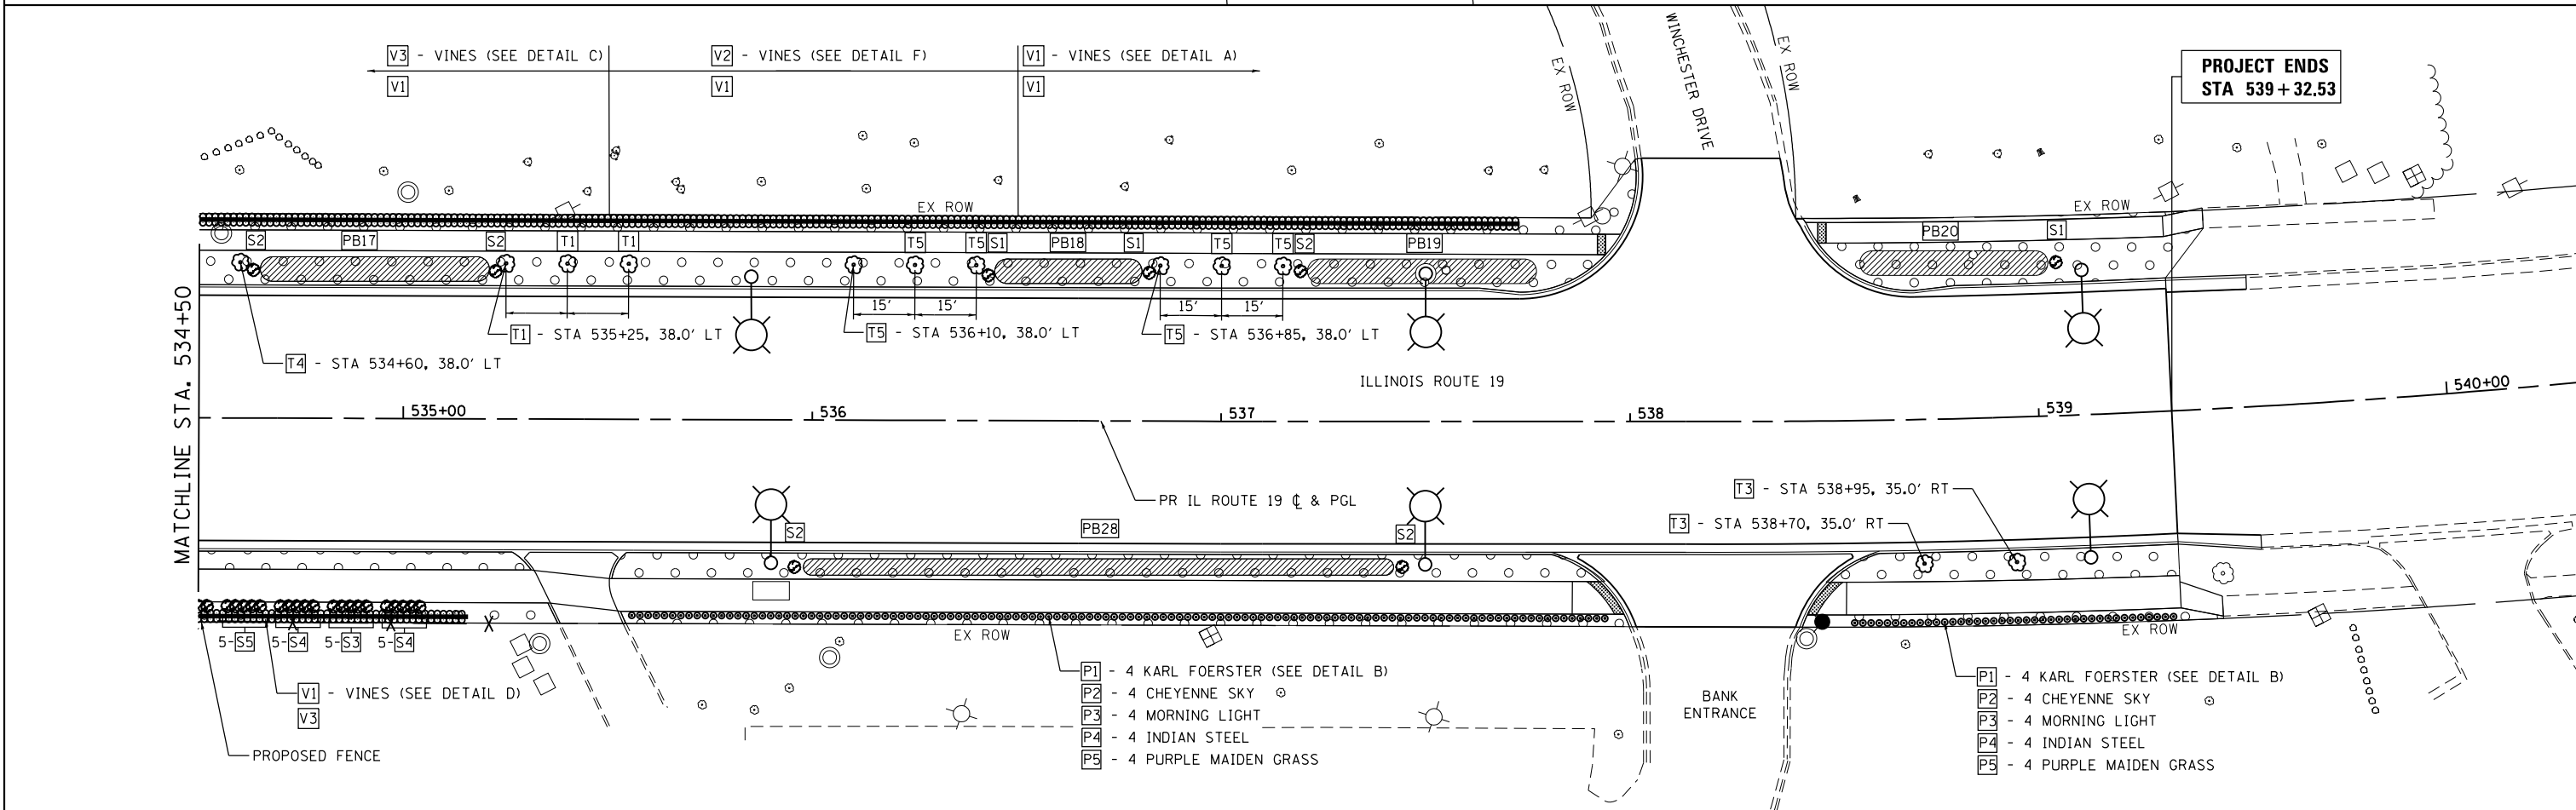 V3 - VINES (SEE DETAIL C)
V1
V2 - VINES (SEE DETAIL F)
V1
V1 - VINES (SEE DETAIL A)
V1
EX ROW
WINCHESTER DRIVE
EX ROW
PROJECT ENDS
STA 539+32.53
EX ROW
EX ROW
S2 PB17 S2 T1 T1 T5 T5 S1 PB18 S1 T5 T5 S2 PB19 PB20 S1
15' 15' 15' 15'
T1 - STA 535+25, 38.0' LT
T5 - STA 536+10, 38.0' LT
T5 - STA 536+85, 38.0' LT
T4 - STA 534+60, 38.0' LT
MATCHLINE STA. 534+50
ILLINOIS ROUTE 19
535+00 536 537 538 539 540+00
PR IL ROUTE 19 ℄ & PGL
T3 - STA 538+95, 35.0' RT
T3 - STA 538+70, 35.0' RT
S2 PB28 S2
5-S5 5-S4 5-S3 5-S4
EX ROW
EX ROW
V1 - VINES (SEE DETAIL D)
V3
PROPOSED FENCE
P1 - 4 KARL FOERSTER (SEE DETAIL B)
P2 - 4 CHEYENNE SKY
P3 - 4 MORNING LIGHT
P4 - 4 INDIAN STEEL
P5 - 4 PURPLE MAIDEN GRASS
BANK
ENTRANCE
P1 - 4 KARL FOERSTER (SEE DETAIL B)
P2 - 4 CHEYENNE SKY
P3 - 4 MORNING LIGHT
P4 - 4 INDIAN STEEL
P5 - 4 PURPLE MAIDEN GRASS